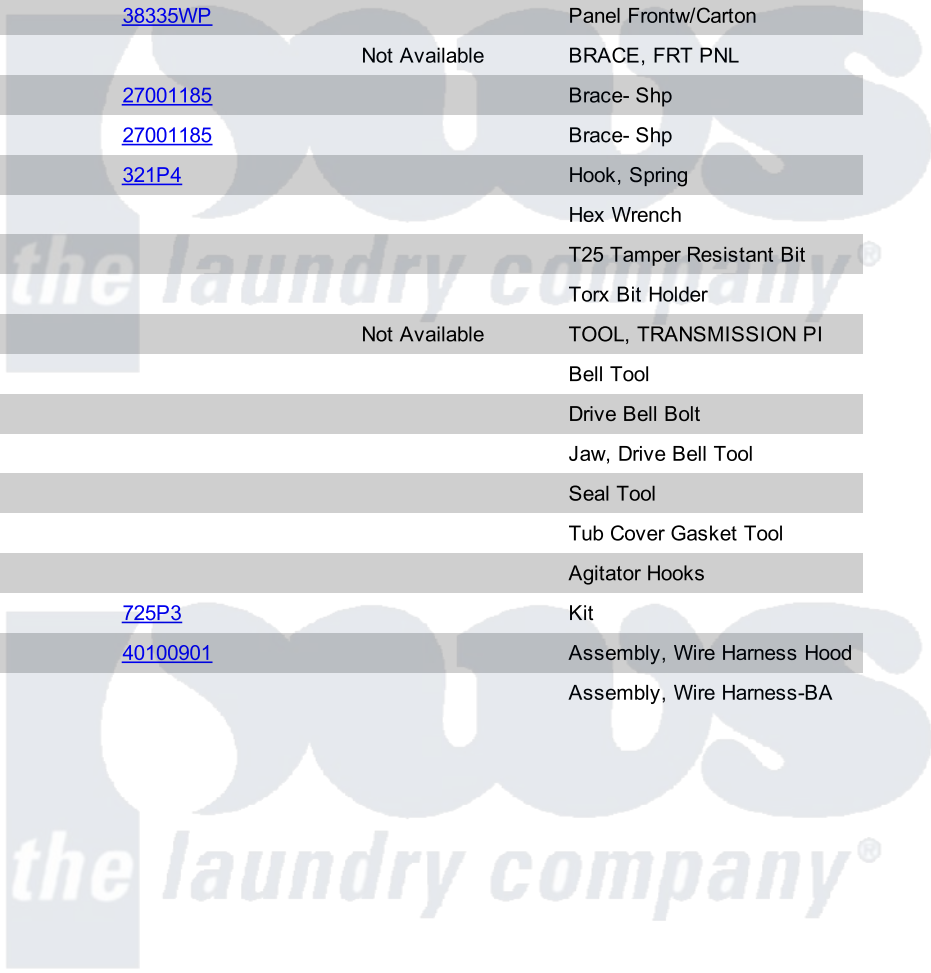 38335WP Panel Frontw/Carton
Not Available BRACE, FRT PNL
27001185 Brace- Shp
27001185 Brace- Shp
321P4 Hook, Spring
Hex Wrench
T25 Tamper Resistant Bit
Torx Bit Holder
Not Available TOOL, TRANSMISSION PI
Bell Tool
Drive Bell Bolt
Jaw, Drive Bell Tool
Seal Tool
Tub Cover Gasket Tool
Agitator Hooks
725P3 Kit
40100901 Assembly, Wire Harness Hood
Assembly, Wire Harness-BA
pws
the laundry company®
pws
the laundry company®